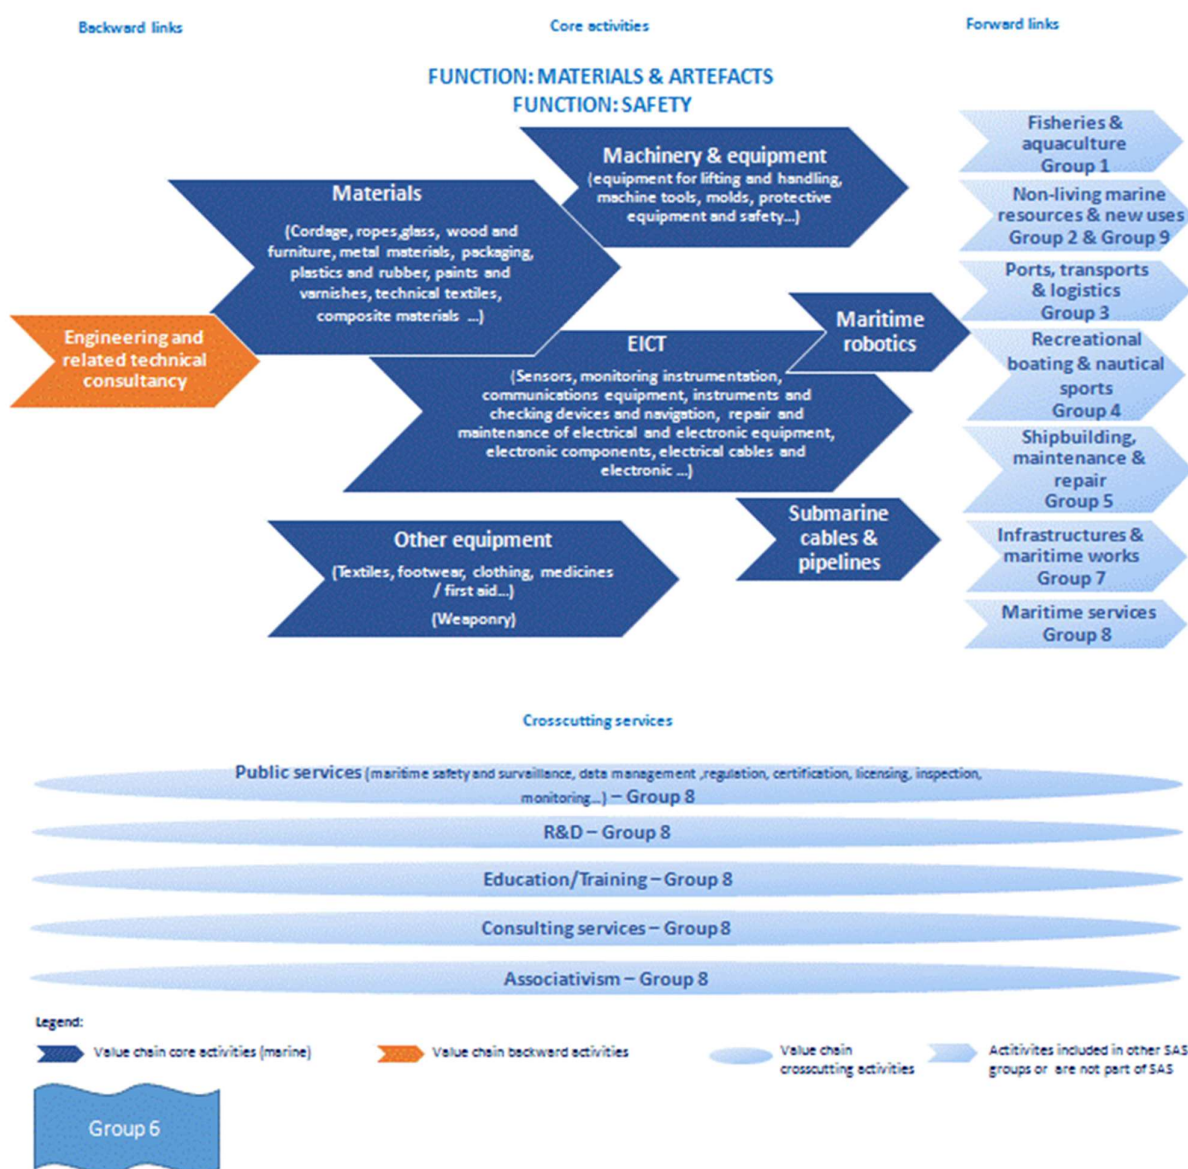 Backward links
Core activities
Forward links
FUNCTION: MATERIALS & ARTEFACTS
FUNCTION: SAFETY
Machinery & equipment
(equipment for lifting and handling,
machine tools, molds, protective
equipment and safety...)
Materials
(Cordage, ropes,glass, wood and
furniture, metal materials, packaging,
plastics and rubber, paints and
varnishes, technical textiles,
composite materials ...)
Engineering and
related technical
consultancy
Maritime
robotics
EICT
(Sensors, monitoring instrumentation,
communications equipment, instruments and
checking devices and navigation, repair and
maintenance of electrical and electronic equipment,
electronic components, electrical cables and
electronic ...)
Submarine
cables &
pipelines
Other equipment
(Textiles, footwear, clothing, medicines
/ first aid...)
(Weaponry)
Fisheries &
aquaculture
Group 1
Non-living marine
resources & new uses
Group 2 & Group 9
Ports, transports
& logistics
Group 3
Recreational
boating & nautical
sports
Group 4
Shipbuilding,
maintenance &
repair
Group 5
Infrastructures &
maritime works
Group 7
Maritime services
Group 8
Crosscutting services
Public services (maritime safety and survaillance, data management ,regulation, certification, licensing, inspection,
monitoring...) – Group 8
R&D – Group 8
Education/Training – Group 8
Consulting services – Group 8
Associativism – Group 8
Legend:
Value chain core activities (marine)
Value chain backward activities
Value chain
crosscutting activities
Actitivites included in other SAS
groups or are not part of SAS
Group 6